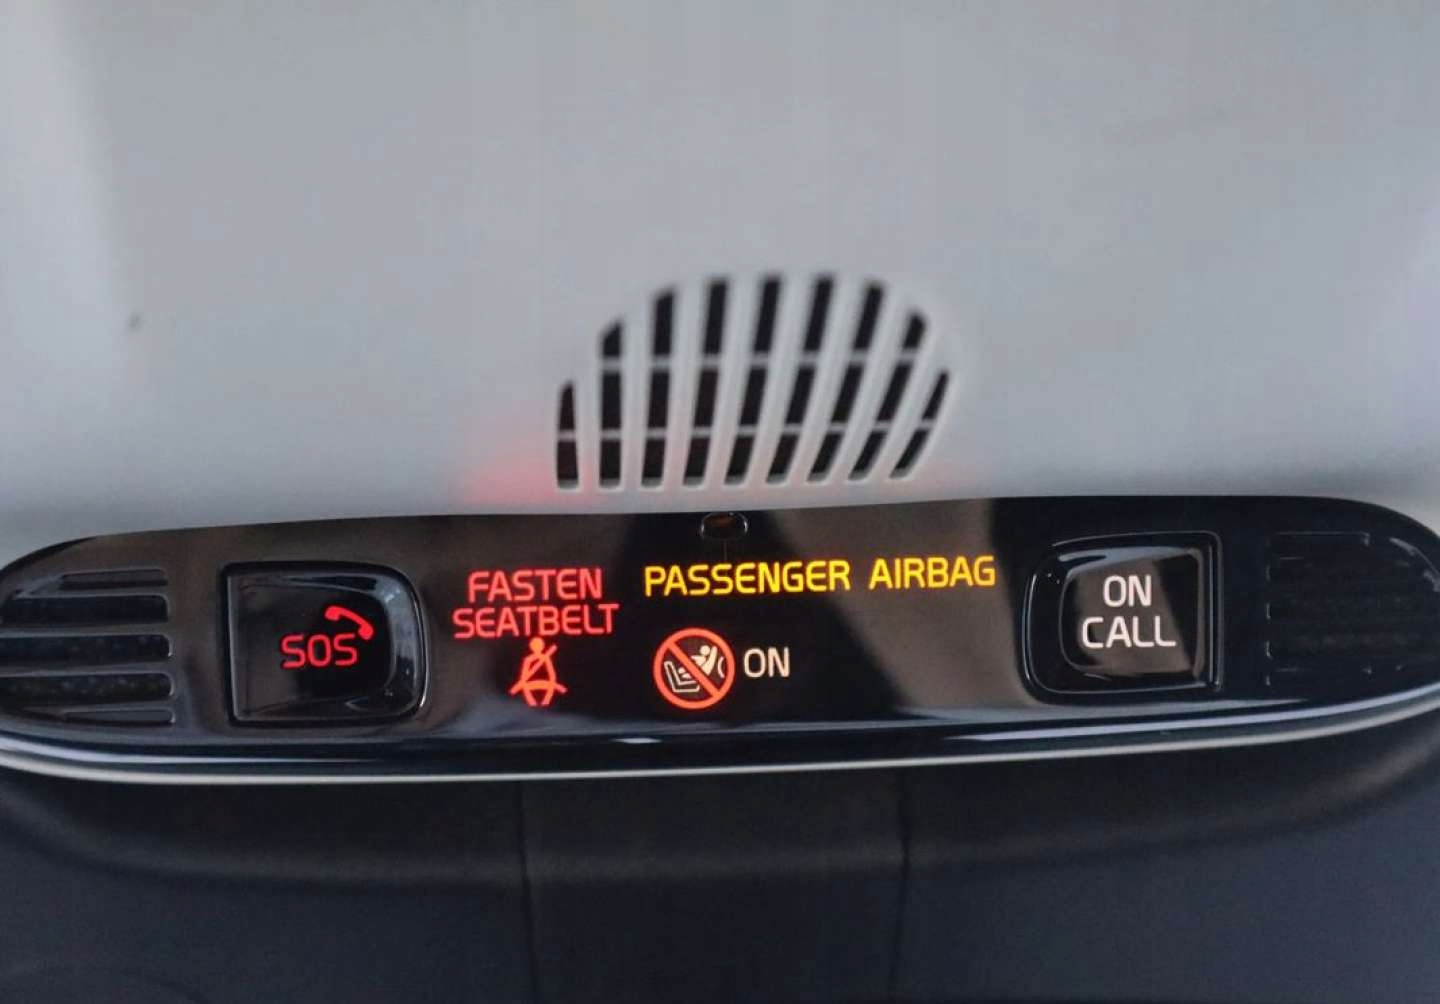 SOS
FASTEN
SEATBELT
PASSENGER AIRBAG
ON
ON
CALL